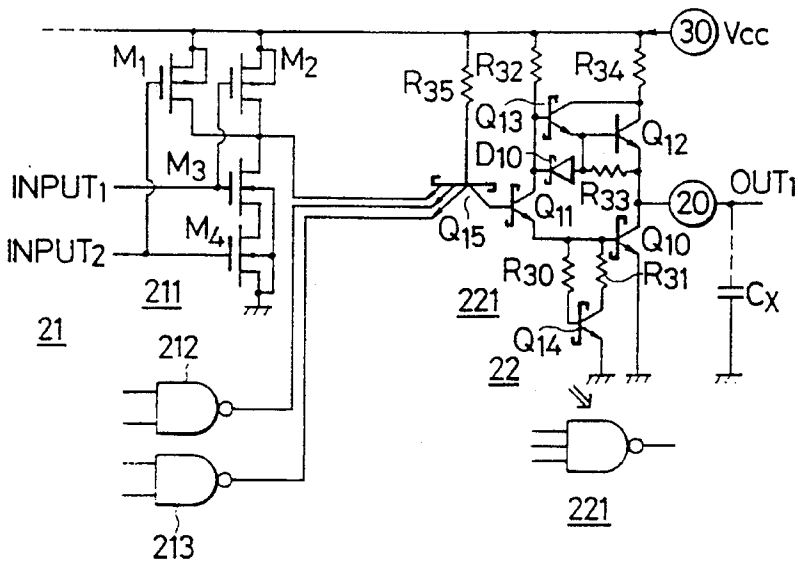 30 Vcc
M1
M2
R35
R32
R34
Q13
Q12
D10
R33
M3
INPUT1
Q11
20
OUT1
Q15
M4
Q10
INPUT2
R30
R31
CX
211
221
Q14
21
22
212
221
213